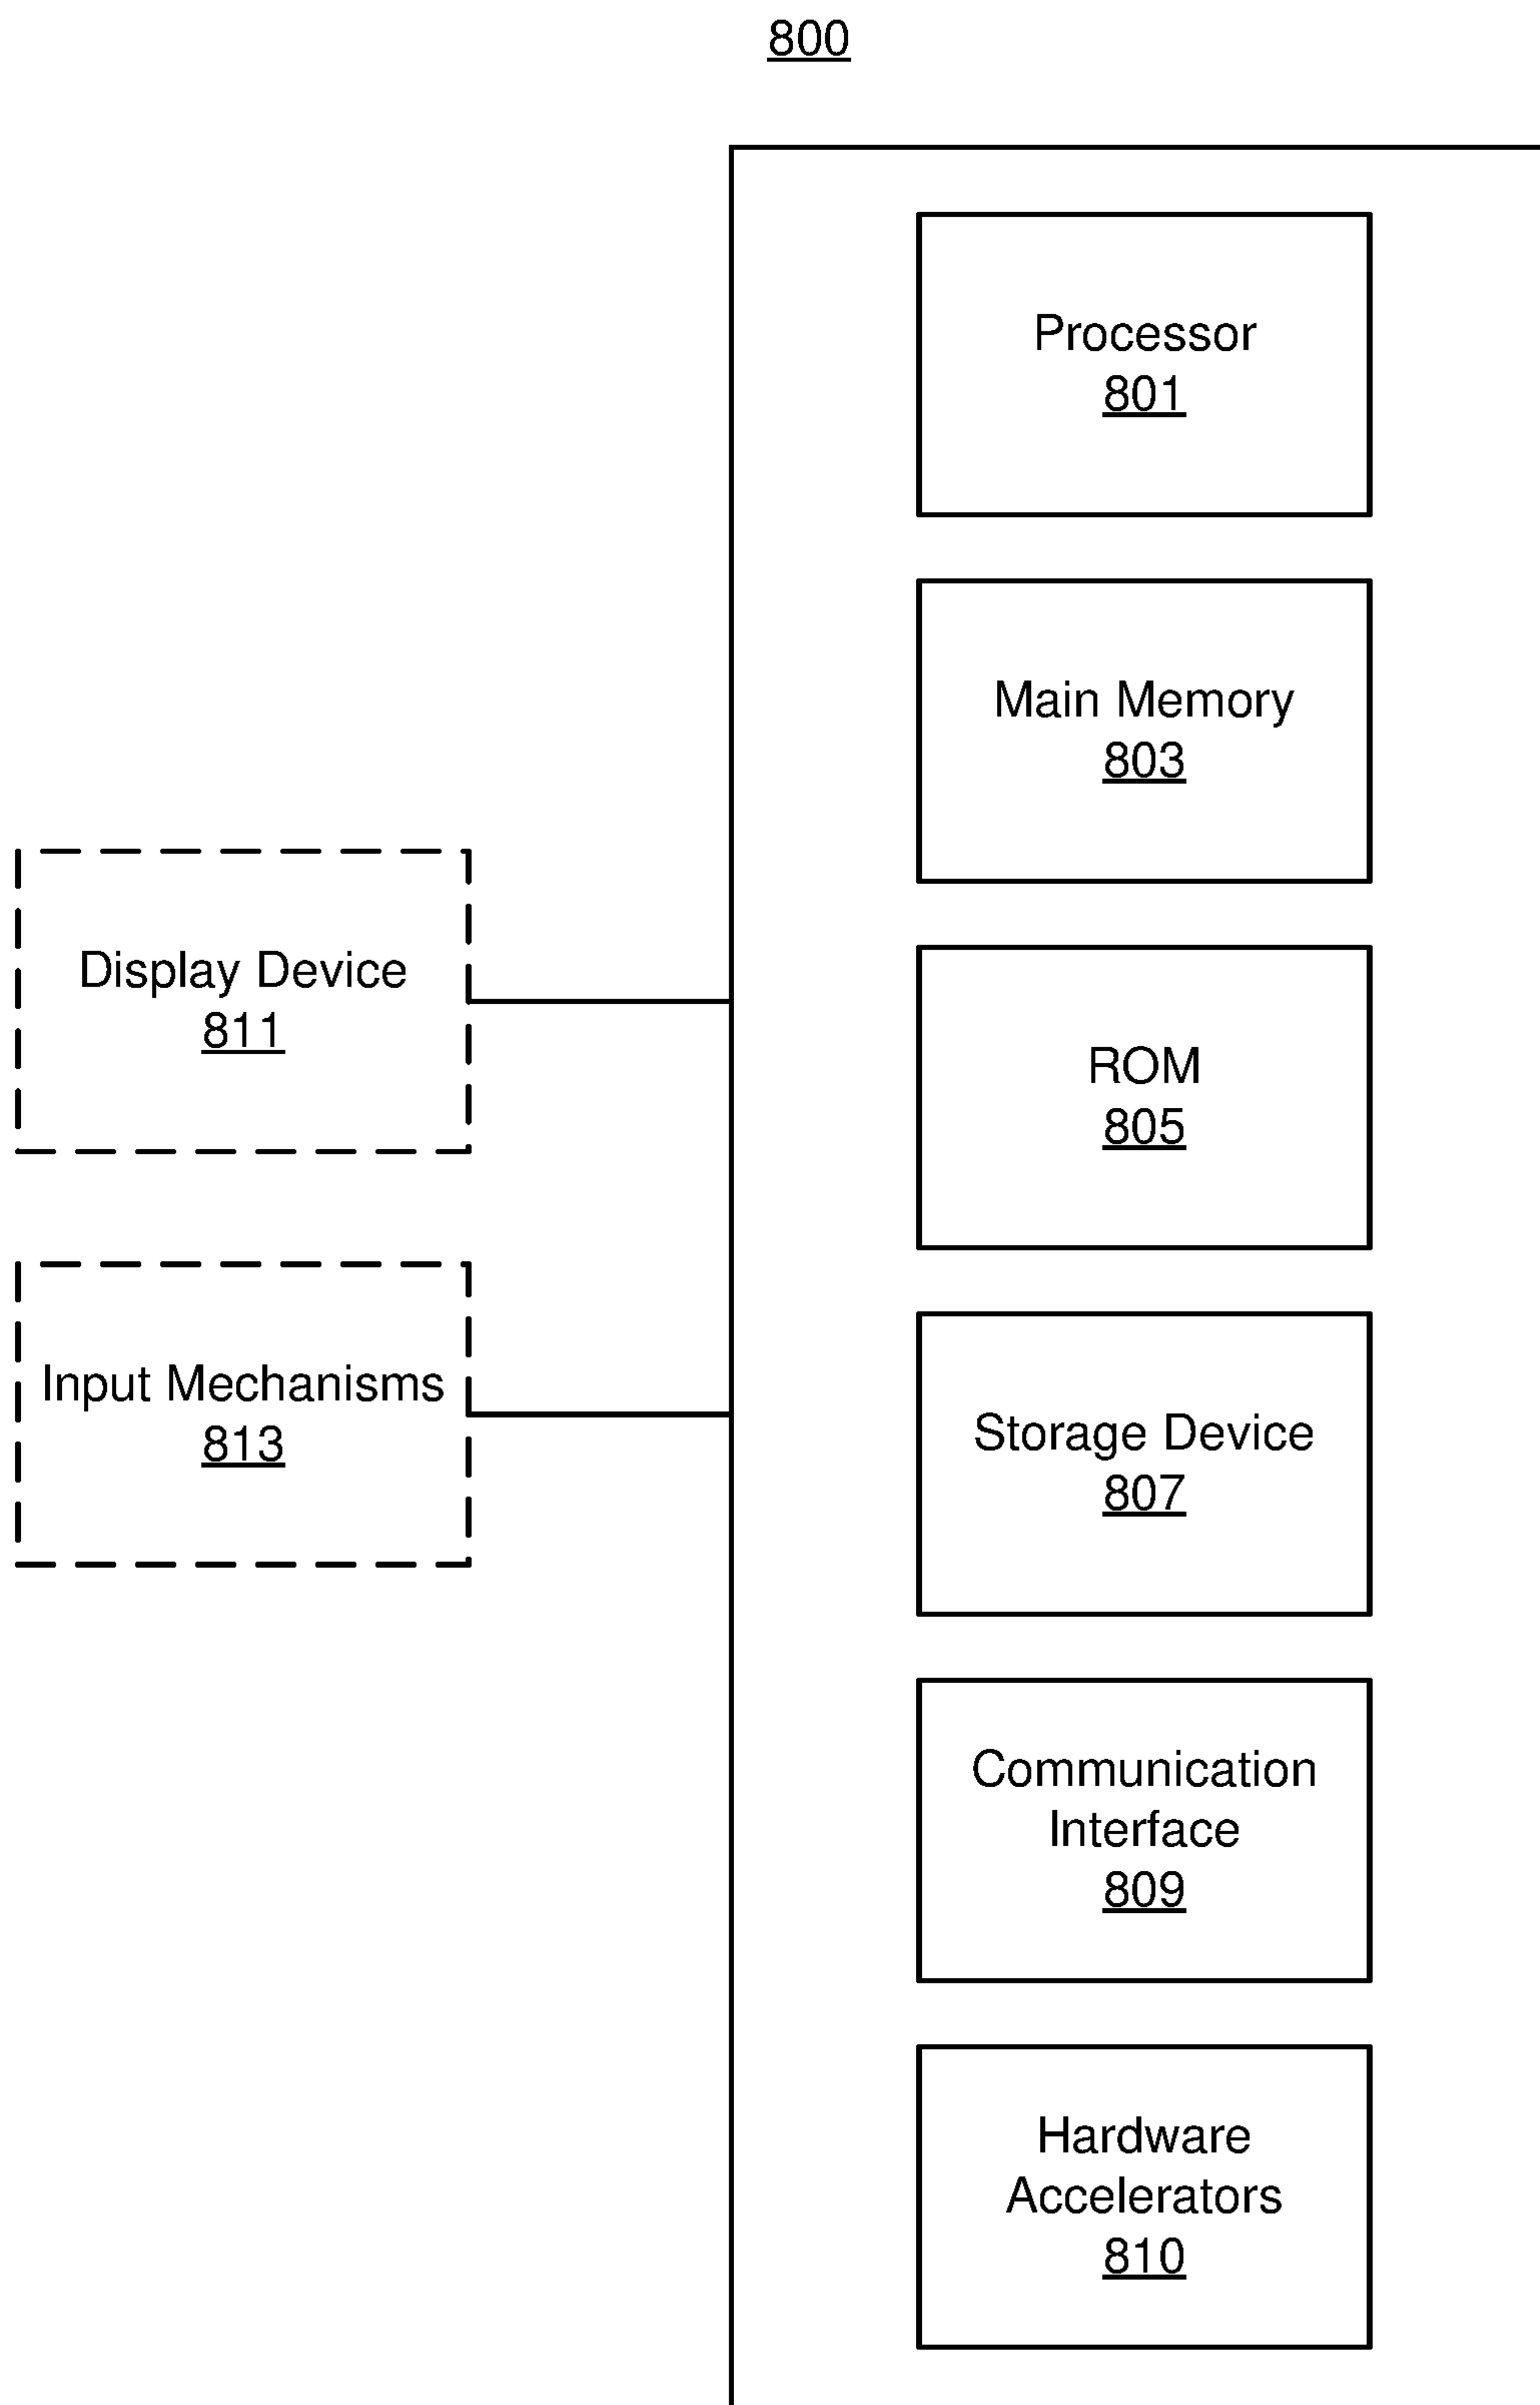 800
Processor
801
Main Memory
803
Display Device
811
ROM
805
Input Mechanisms
813
Storage Device
807
Communication
Interface
809
Hardware
Accelerators
810